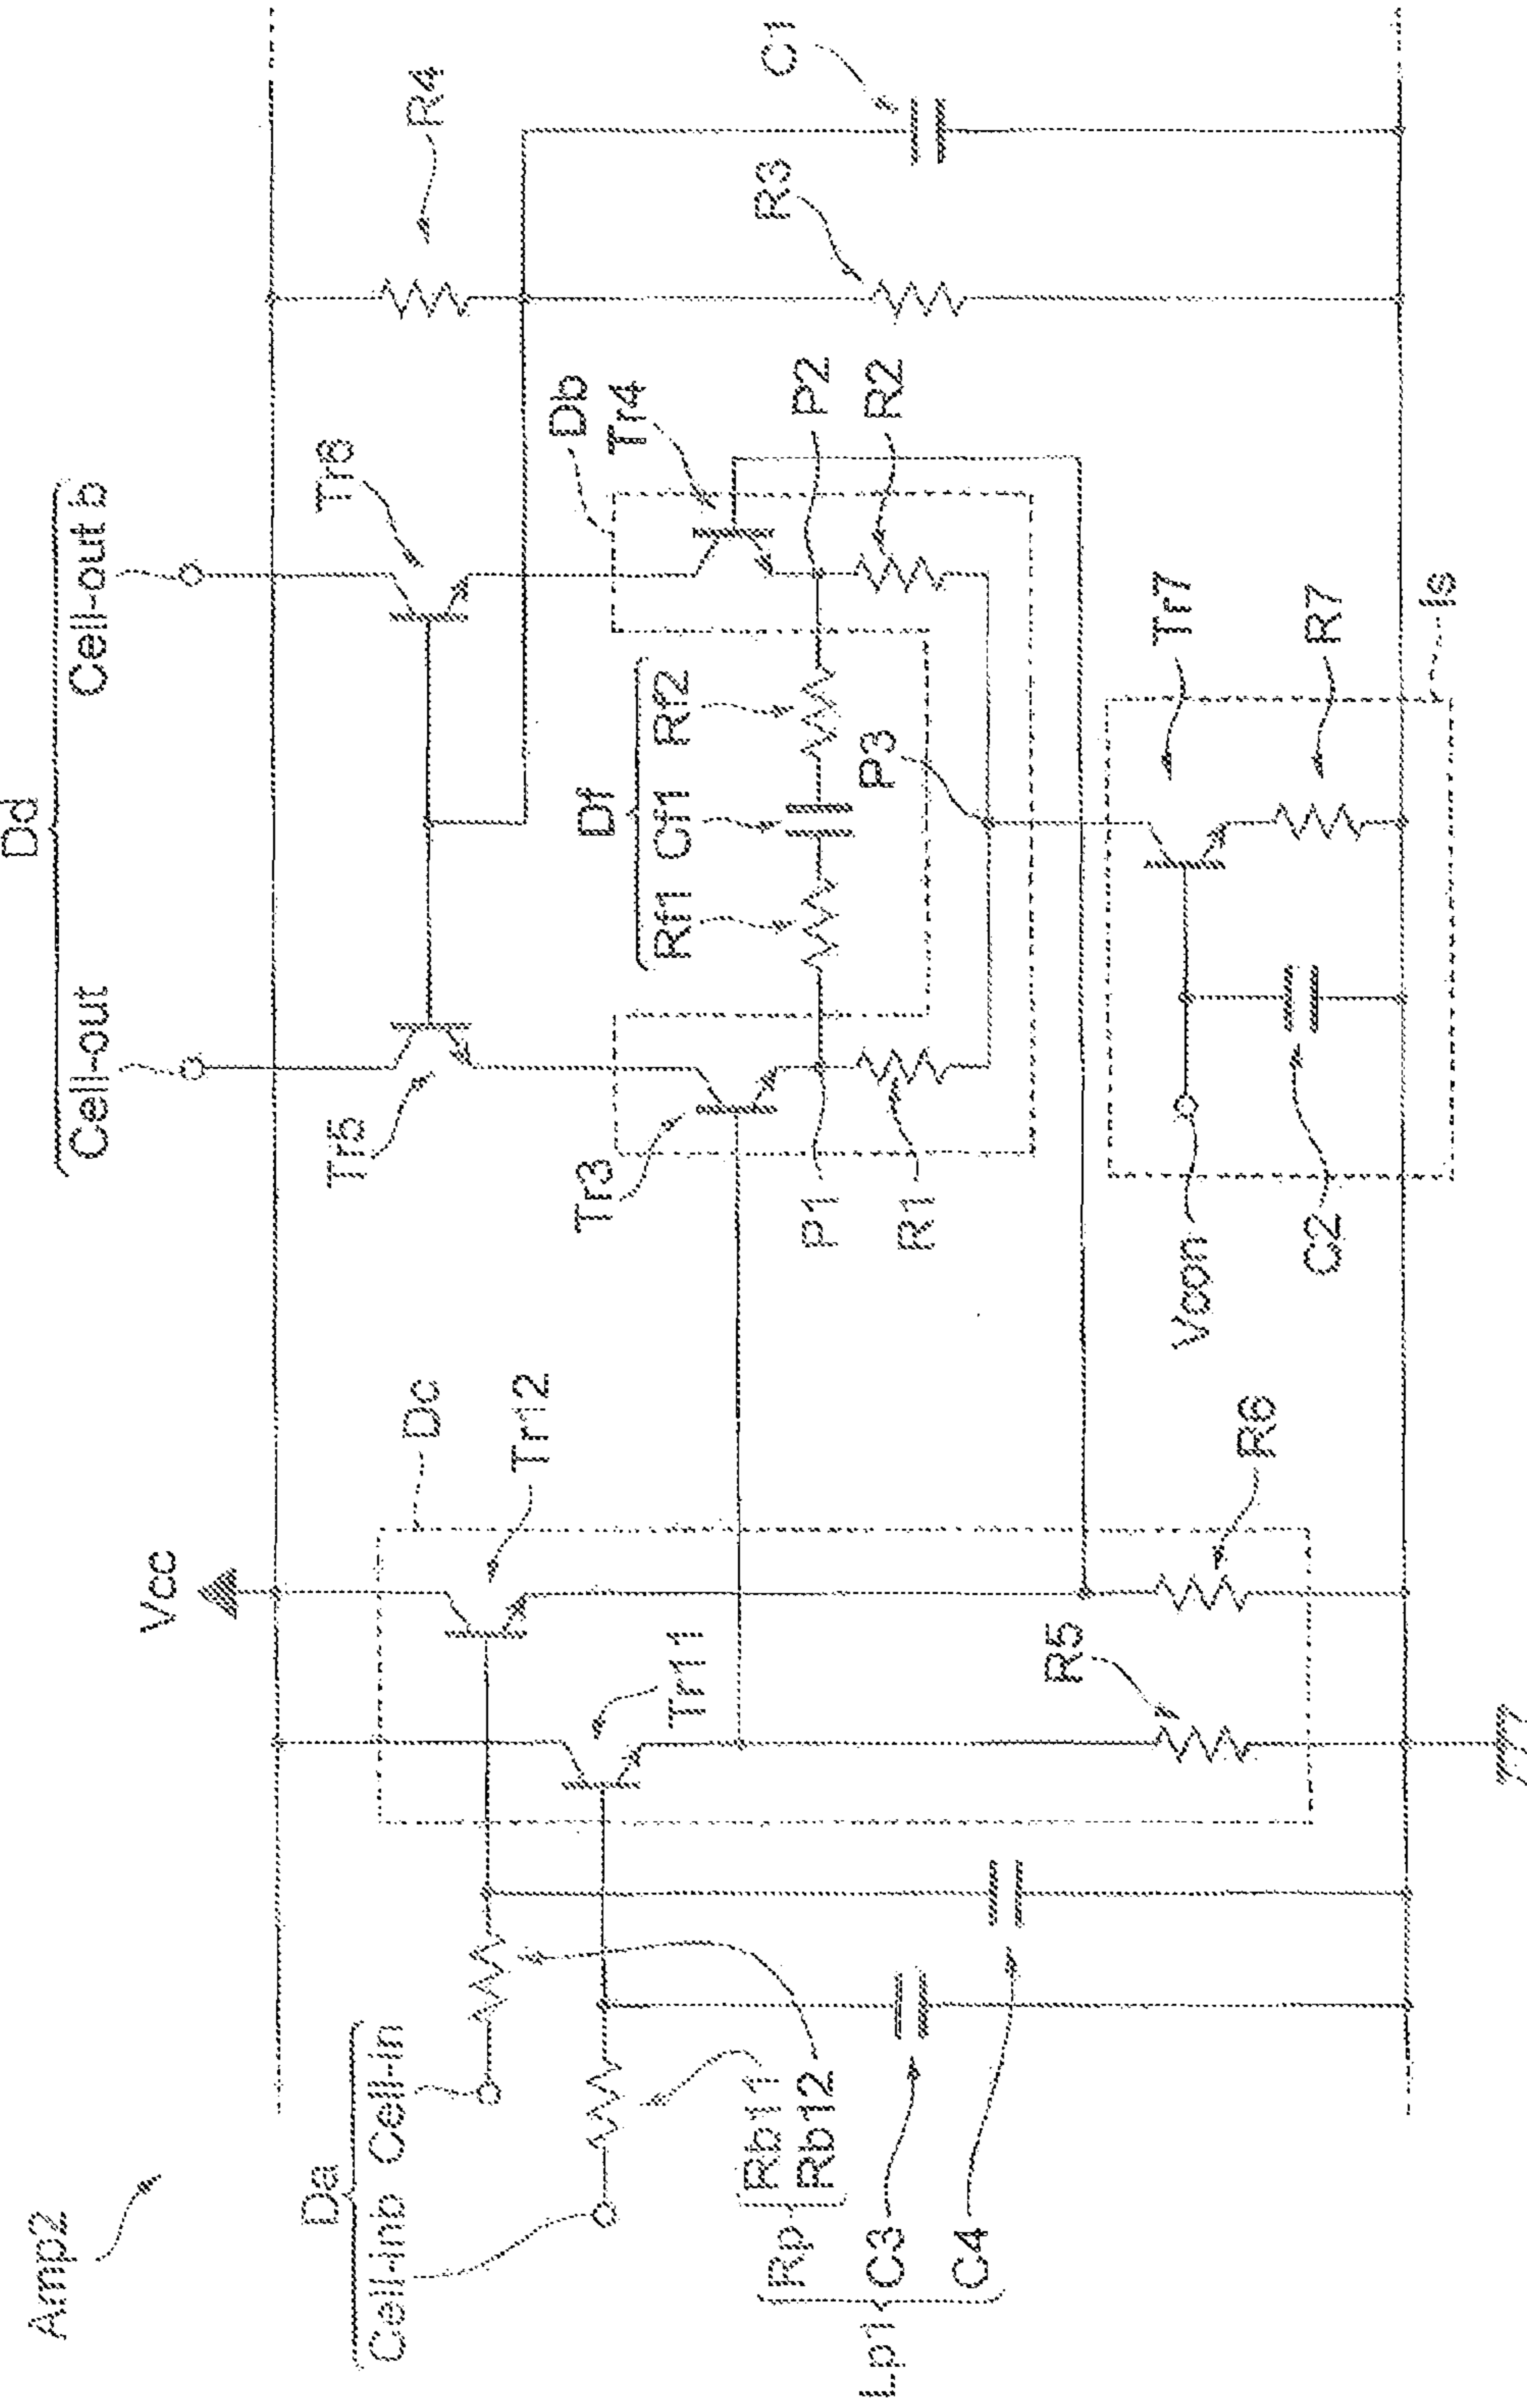 Amp2
Vcc
Dd
Cell-out
Cell-out b
Da
Cell-inb
Cell-in
Dc
Tr12
Tr11
Tr5
Tr6
R4
Db
Tr3
Tr4
Df
Rf1
Cf1
Rf2
P1
P2
R1
R2
P3
R3
C1
Rp
Rb11
Rb12
Lp1
C3
C4
R5
R6
Vcon
C2
Tr7
R7
Is